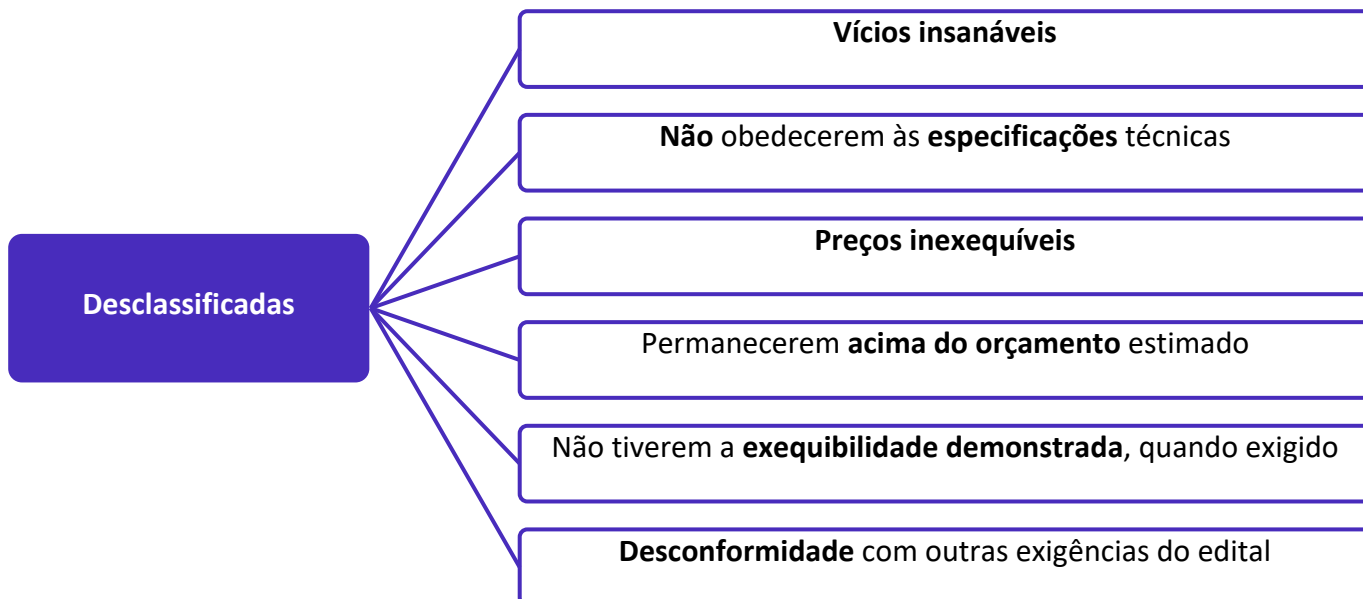 Vícios insanáveis
Não obedecerem às especificações técnicas
Preços inexequíveis
Desclassificadas
Permanecerem acima do orçamento estimado
Não tiverem a exequibilidade demonstrada, quando exigido
Desconformidade com outras exigências do edital